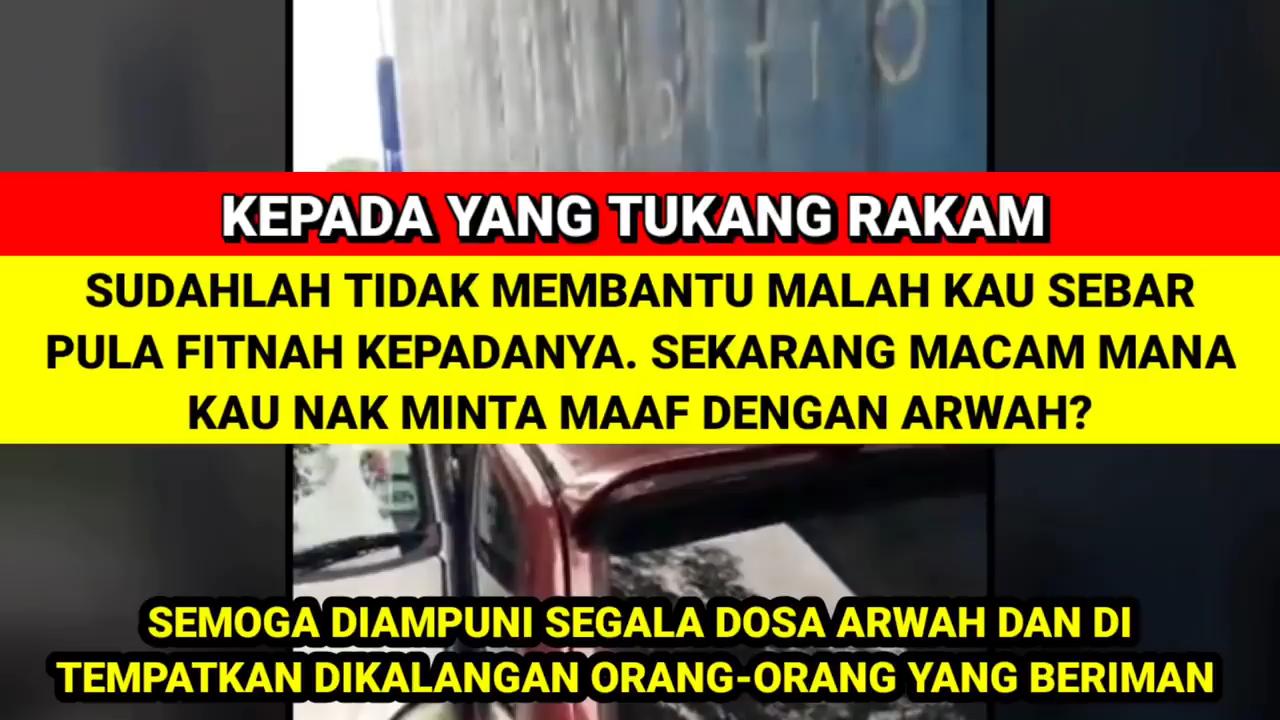 KEPADA YANG TUKANG RAKAM
SUDAHLAH TIDAK MEMBANTU MALAH KAU SEBAR
PULA FITNAH KEPADANYA. SEKARANG MACAM MANA
KAU NAK MINTA MAAF DENGAN ARWAH?
SEMOGA DIAMPUNI SEGALA DOSA ARWAH DAN DI
TEMPATKAN DIKALANGAN ORANG-ORANG YANG BERIMAN